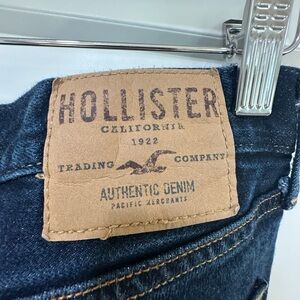 HOLLISTER
CALIFORNIA
1922
TRADING COMPANY
AUTHENTIC DENIM
PACIFIC MERCHANTS